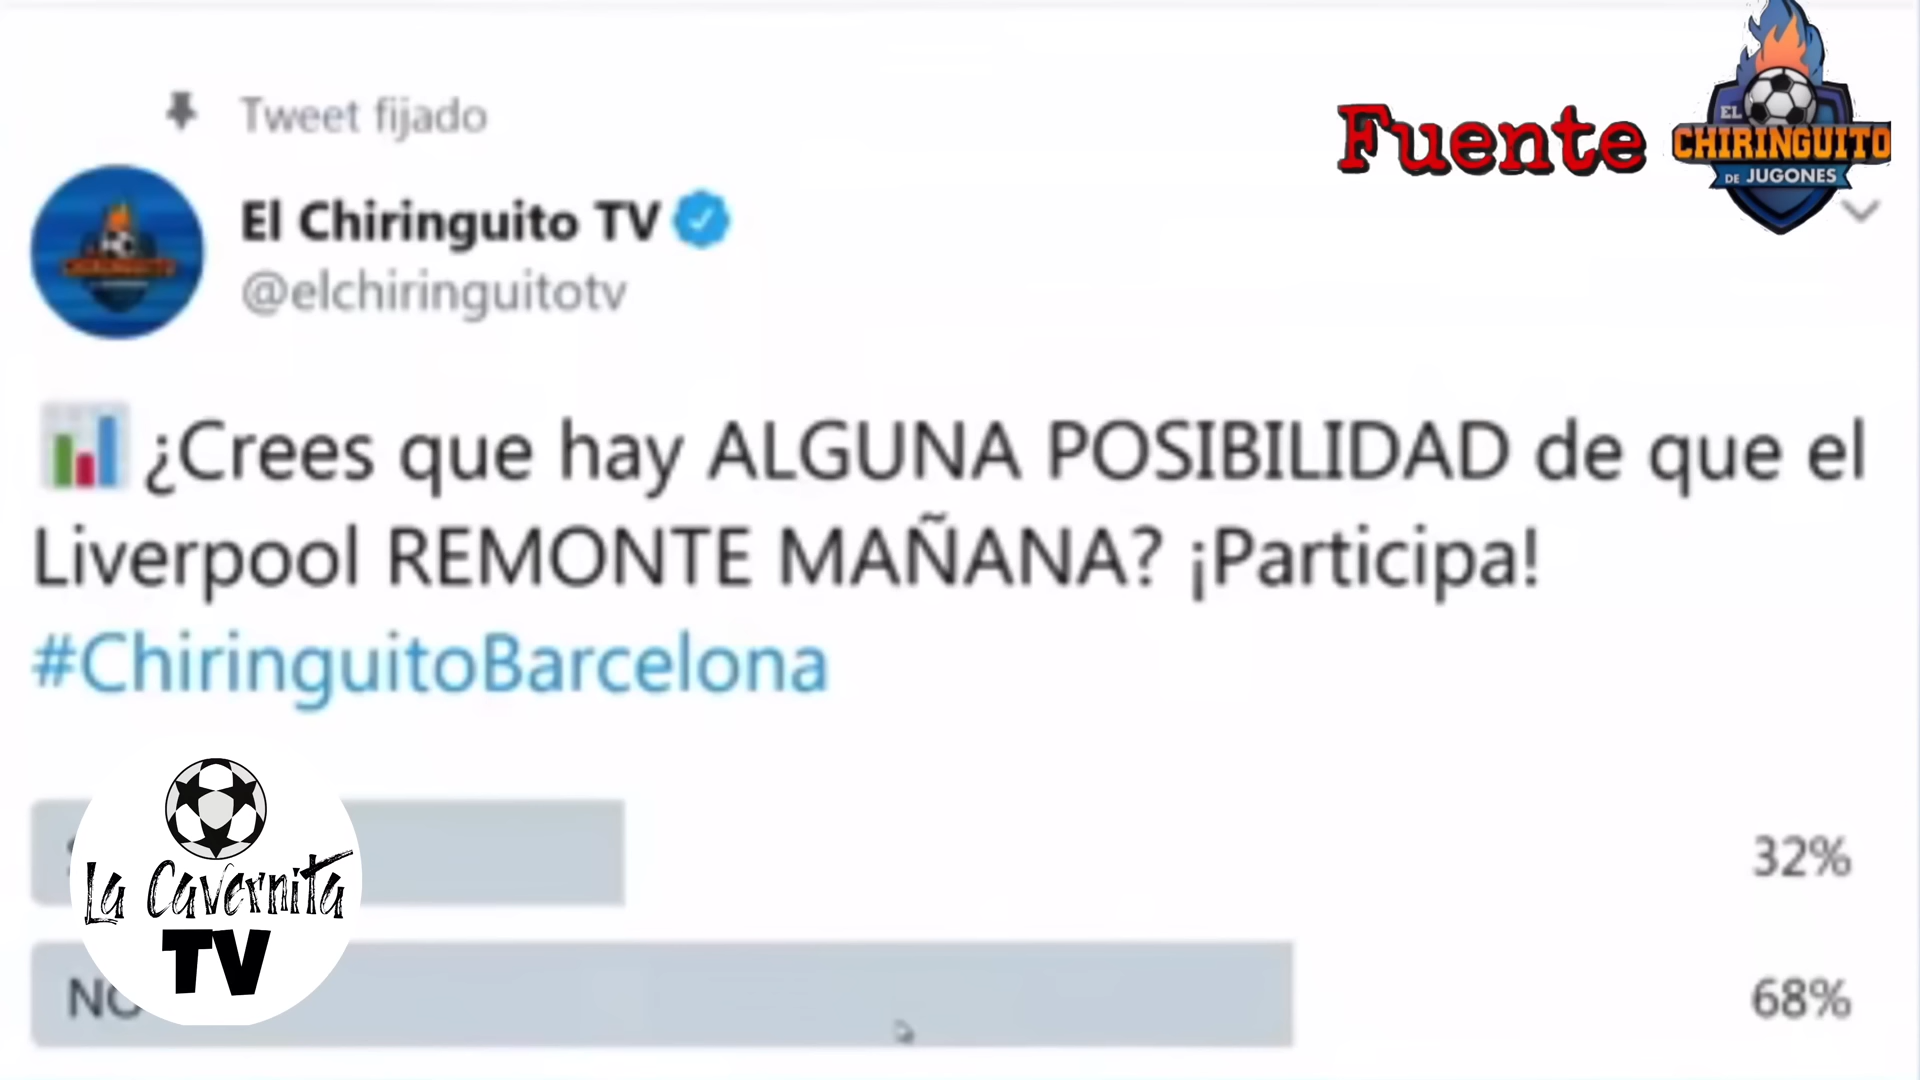 Tweet fijado
Fuente
EL
CHIRINGUITO
DE JUGONES
El Chiringuito TV
@elchiringuitotv
¿Crees que hay ALGUNA POSIBILIDAD de que el
Liverpool REMONTE MAÑANA? ¡Participa!
#ChiringuitoBarcelona
32%
La Cavernita
TV
NO
68%